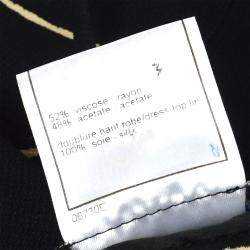 52% viscose rayon
48% acetate acetate
doublure haut robe/dress top lin
100% soie - silk
06730E